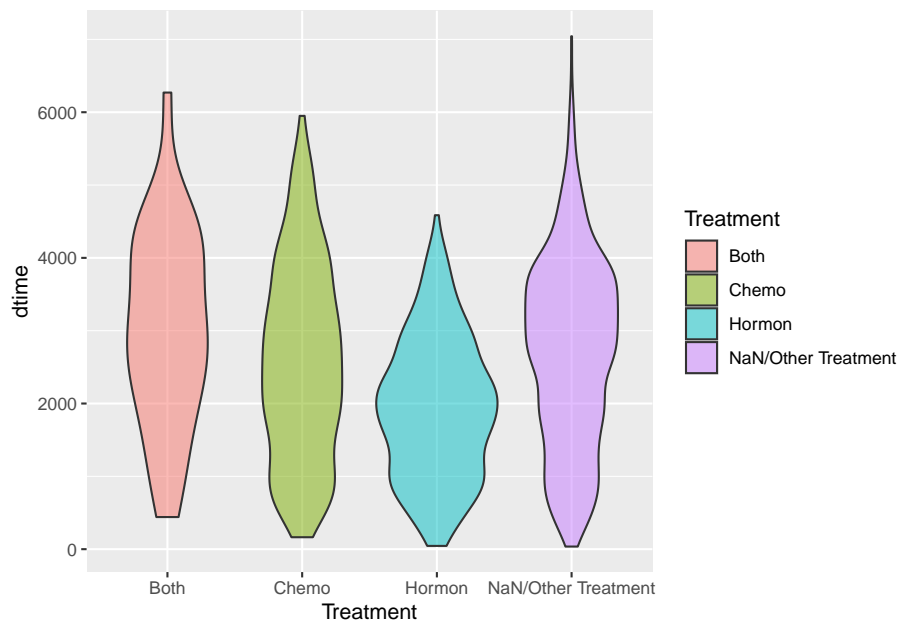 6000
4000
2000
0
dtime
Both
Chemo
Hormon
NaN/Other Treatment
Treatment
Treatment
Both
Chemo
Hormon
NaN/Other Treatment